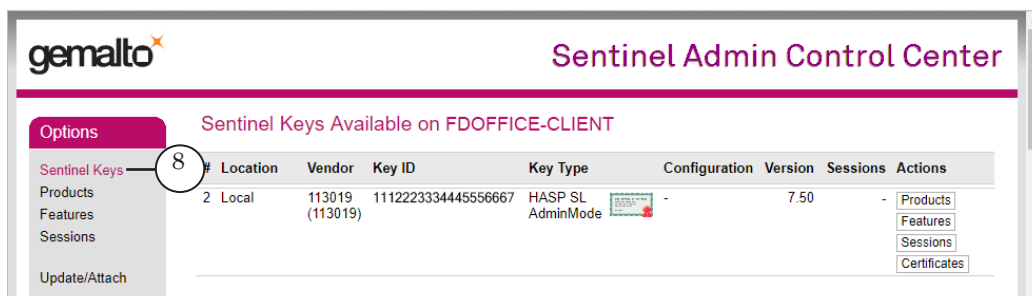 gemalto
Sentinel Admin Control Center
Options
Sentinel Keys
Products
Features
Sessions
Update/Attach
8
Sentinel Keys Available on FDOFFICE-CLIENT
# Location Vendor Key ID Key Type Configuration Version Sessions Actions
2 Local 113019 1112223334445556667 HASP SL - 7.50 - Products
(113019) AdminMode
Features
Sessions
Certificates